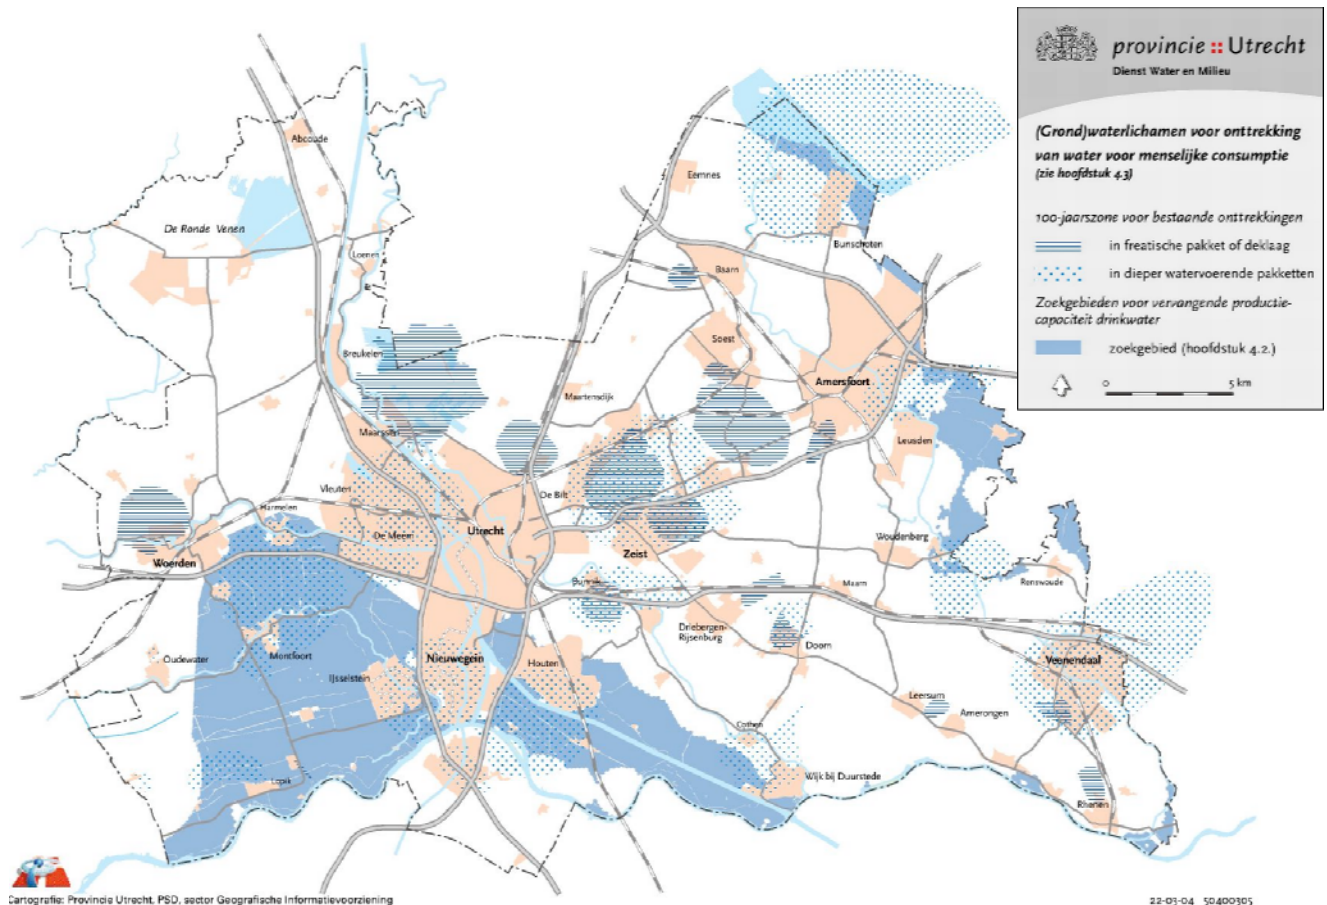 provincie :: Utrecht
Dienst Water en Milieu
(Grond)waterlichamen voor onttrekking
van water voor menselijke consumptie
(zie hoofdstuk 4.3)
100-jaarszone voor bestaande onttrekkingen
in freatische pakket of deklaag
in dieper watervoerende pakketten
Zoekgebieden voor vervangende productie-
capaciteit drinkwater
zoekgebied (hoofdstuk 4.2.)
0 5 km
Abcoude
Eemnes
De Ronde Venen
Bunschoten
Loenen
Baarn
Soest
Breukelen
Amersfoort
Maartensdijk
Maarssen
Leusden
Vleuten
De Bilt
Harmelen
Utrecht
De Meern
Woudenberg
Zeist
Woerden
Bunnik
Maarn
Renswoude
Driebergen-
Rijsenburg
Doorn
Oudewater
Montfoort
Nieuwegein
Houten
Veenendaal
IJsselstein
Leersum
Amerongen
Cothen
Lopik
Wijk bij Duurstede
Rhenen
Cartografie: Provincie Utrecht, PSD, sector Geografische Informatievoorziening
22-03-04 50400305